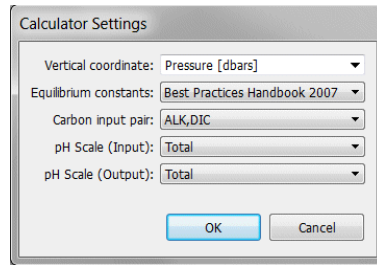 Calculator Settings
Vertical coordinate: Pressure [dbars]
Equilibrium constants: Best Practices Handbook 2007
Carbon input pair: ALK,DIC
pH Scale (Input): Total
pH Scale (Output): Total
OK Cancel